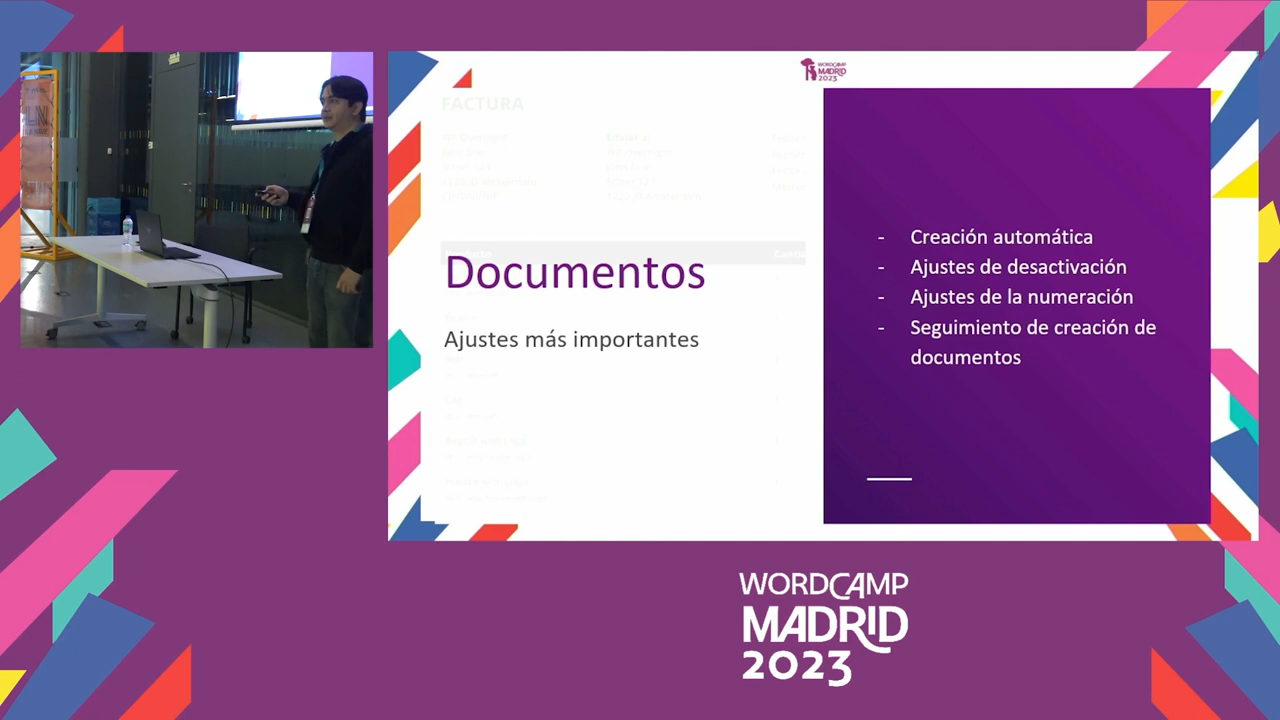 WORDCAMP
MADRID
2023
FACTURA
Enviar a:
Documentos
Ajustes más importantes
- Creación automática
- Ajustes de desactivación
- Ajustes de la numeración
- Seguimiento de creación de
documentos
WORDCAMP
MADRID
2023